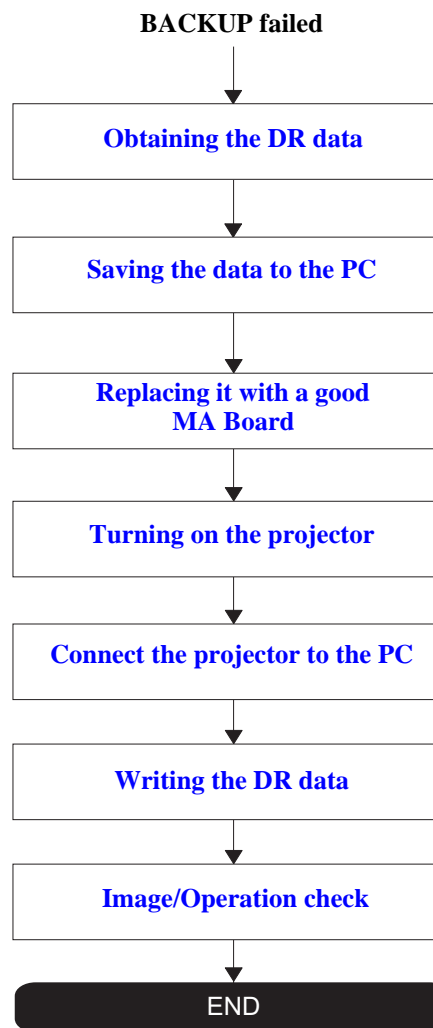 BACKUP failed
Obtaining the DR data
Saving the data to the PC
Replacing it with a good
MA Board
Turning on the projector
Connect the projector to the PC
Writing the DR data
Image/Operation check
END